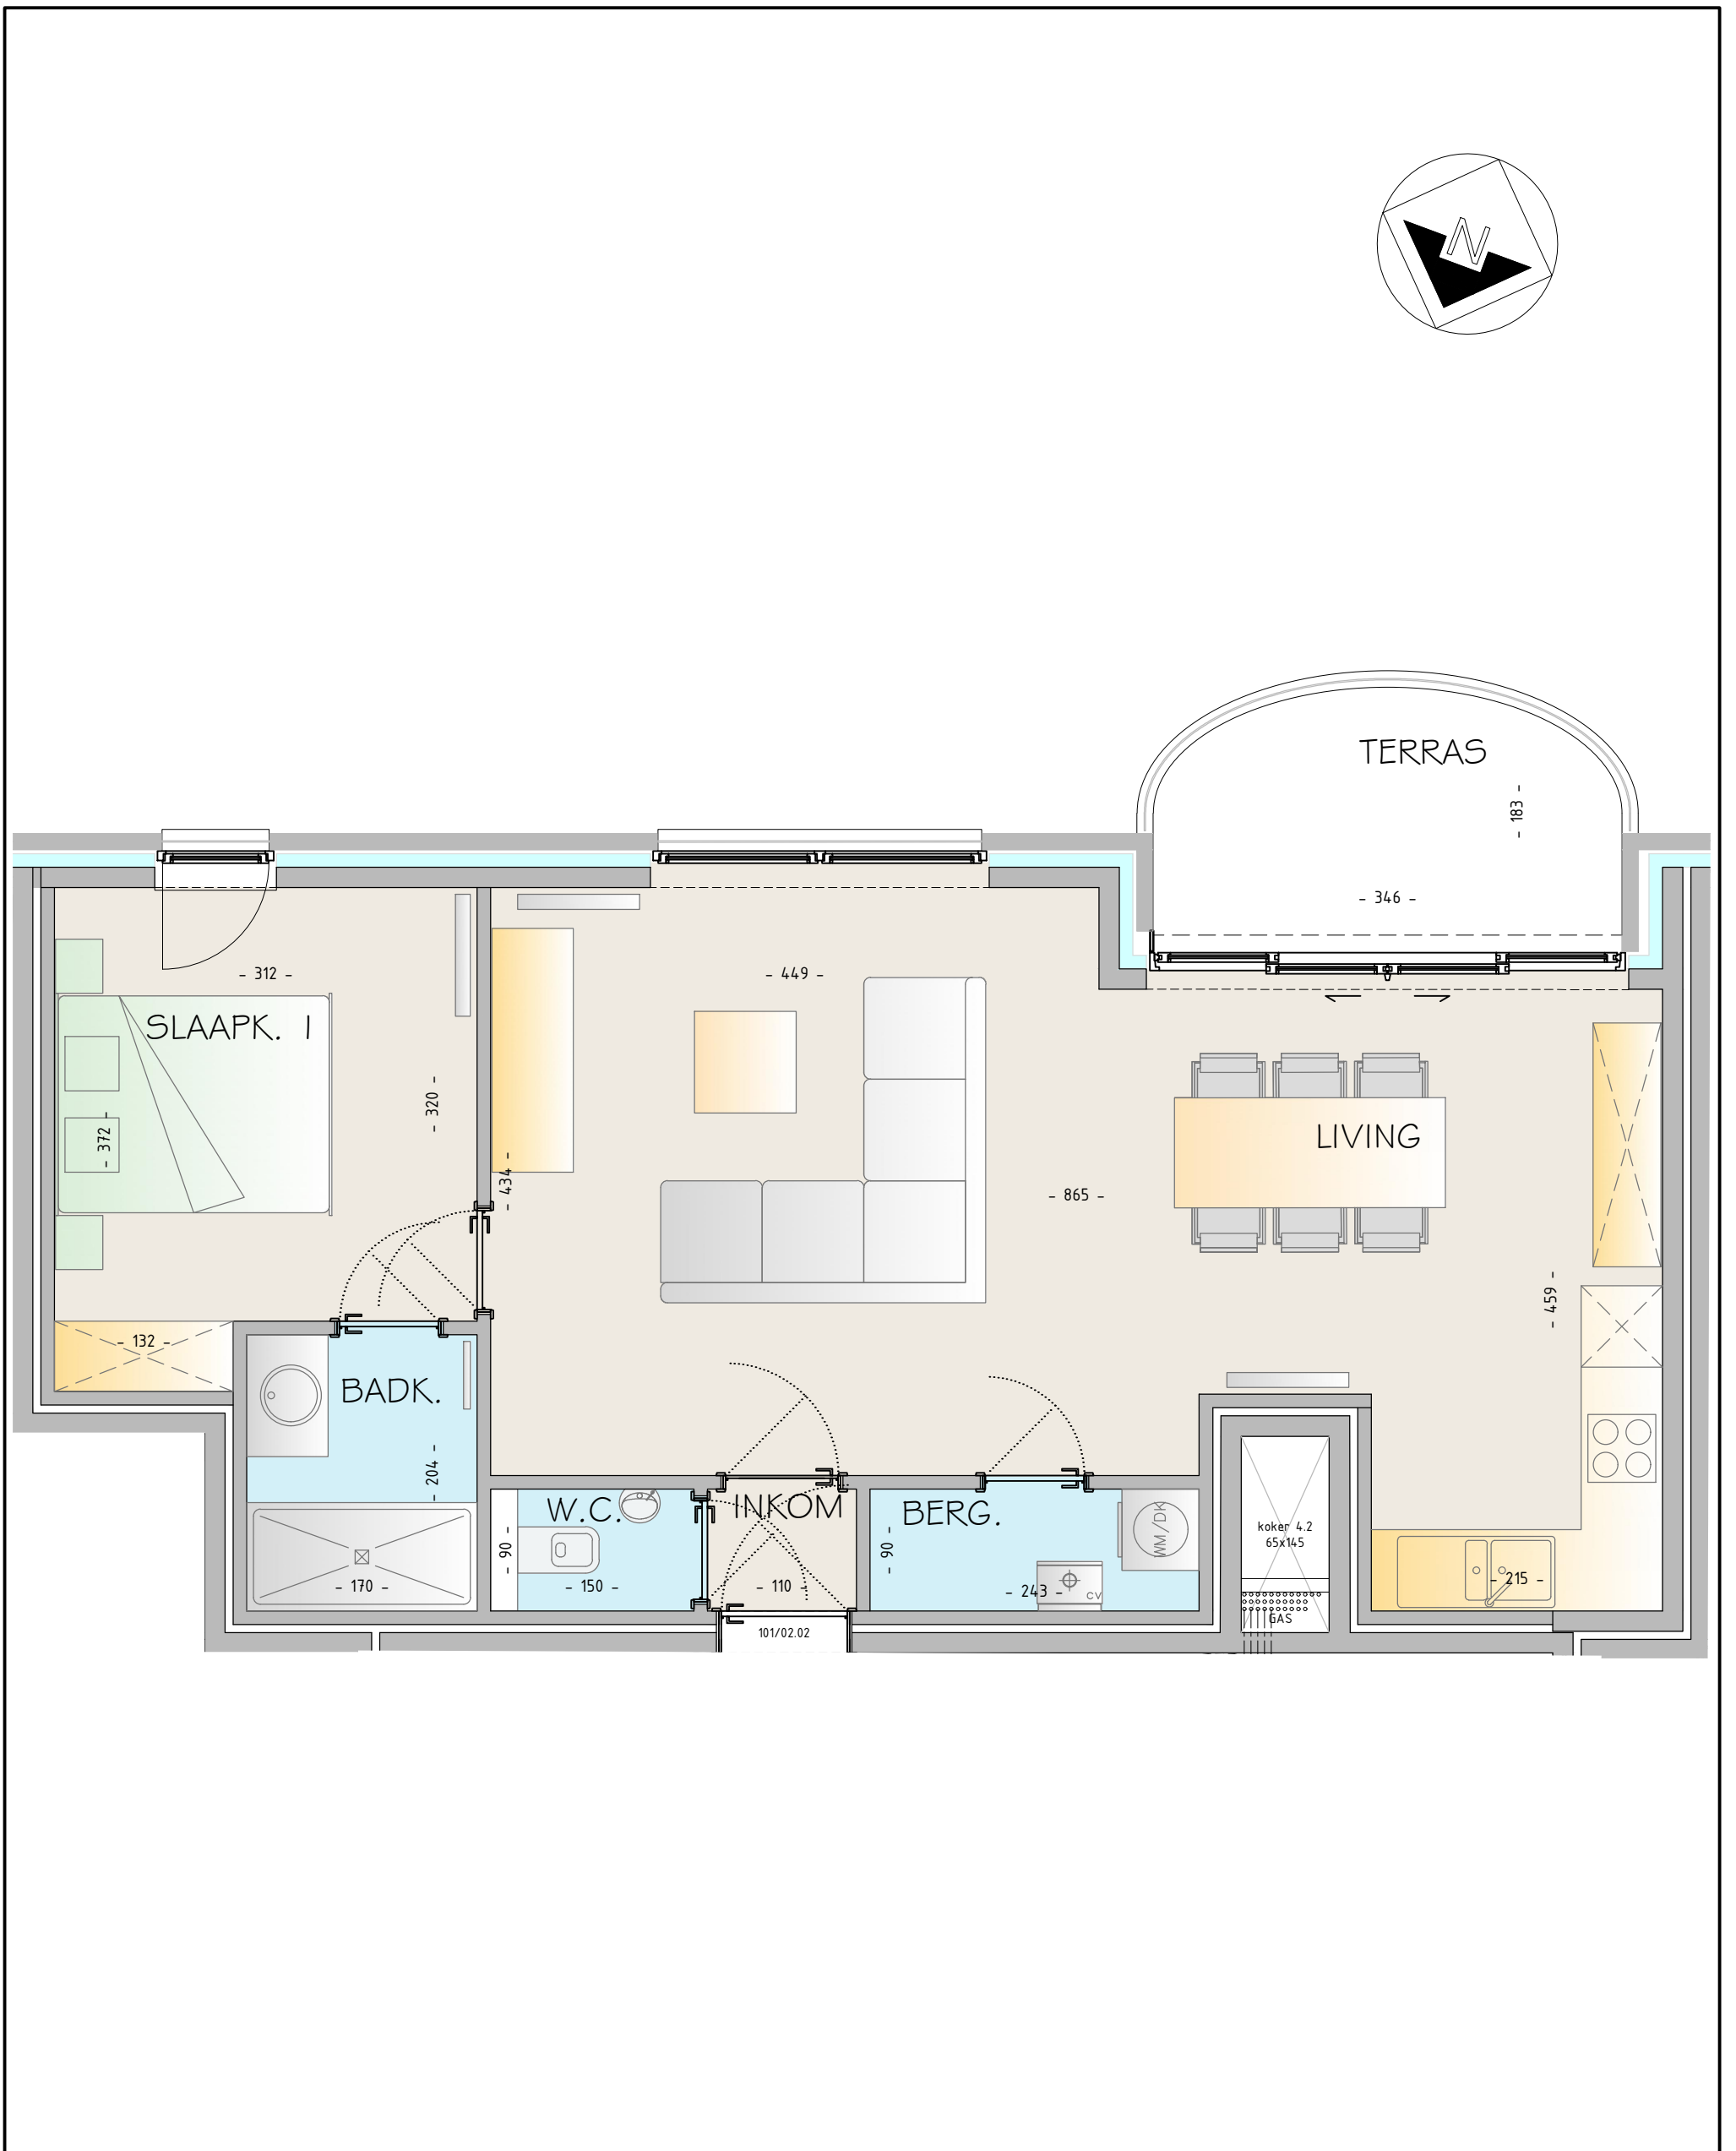 N
TERRAS
- 183 -
- 346 -
- 312 -
- 449 -
SLAAPK. 1
- 320 -
- 372 -
LIVING
- 434 -
- 865 -
- 459 -
- 132 -
BADK.
- 204 -
W.C.
INKOM
BERG.
WM/DK
koker 4.2
65x145
- 90 -
- 90 -
- 170 -
- 150 -
- 110 -
- 243 -
CV
- 215 -
GAS
101/02.02